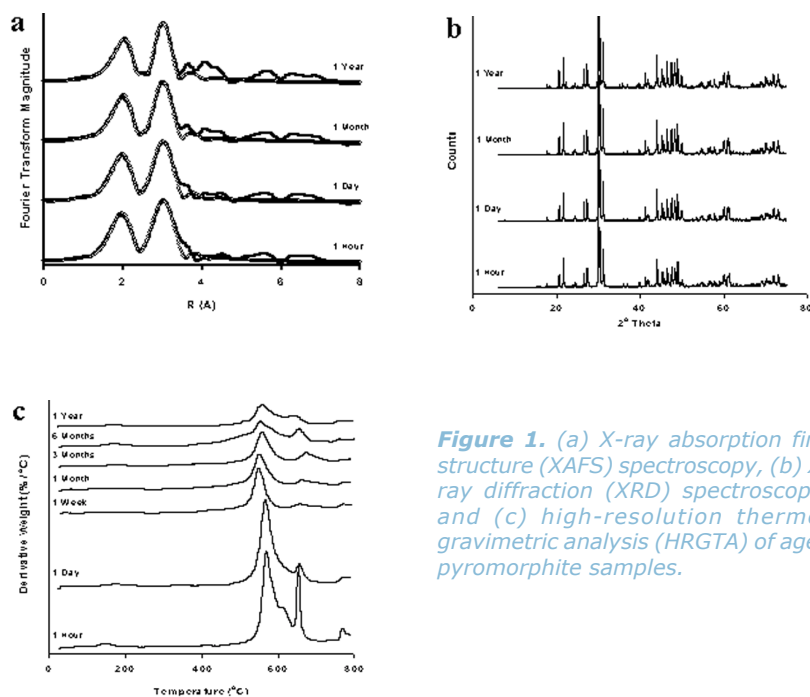 a
Fourier Transform Magnitude
1 Year
1 Month
1 Day
1 Hour
0 2 4 6 8
R (A)
b
Counts
1 Year
1 Month
1 Day
1 Hour
0 20 40 60 80
2° Theta
c
Derivative Weight (% /°C)
1 Year
6 Months
3 Months
1 Month
1 Week
1 Day
1 Hour
0 200 400 600 800
Temperature (°C)
Figure 1. (a) X-ray absorption fin
structure (XAFS) spectroscopy, (b)
ray diffraction (XRD) spectroscop
and (c) high-resolution thermo
gravimetric analysis (HRGTA) of age
pyromorphite samples.